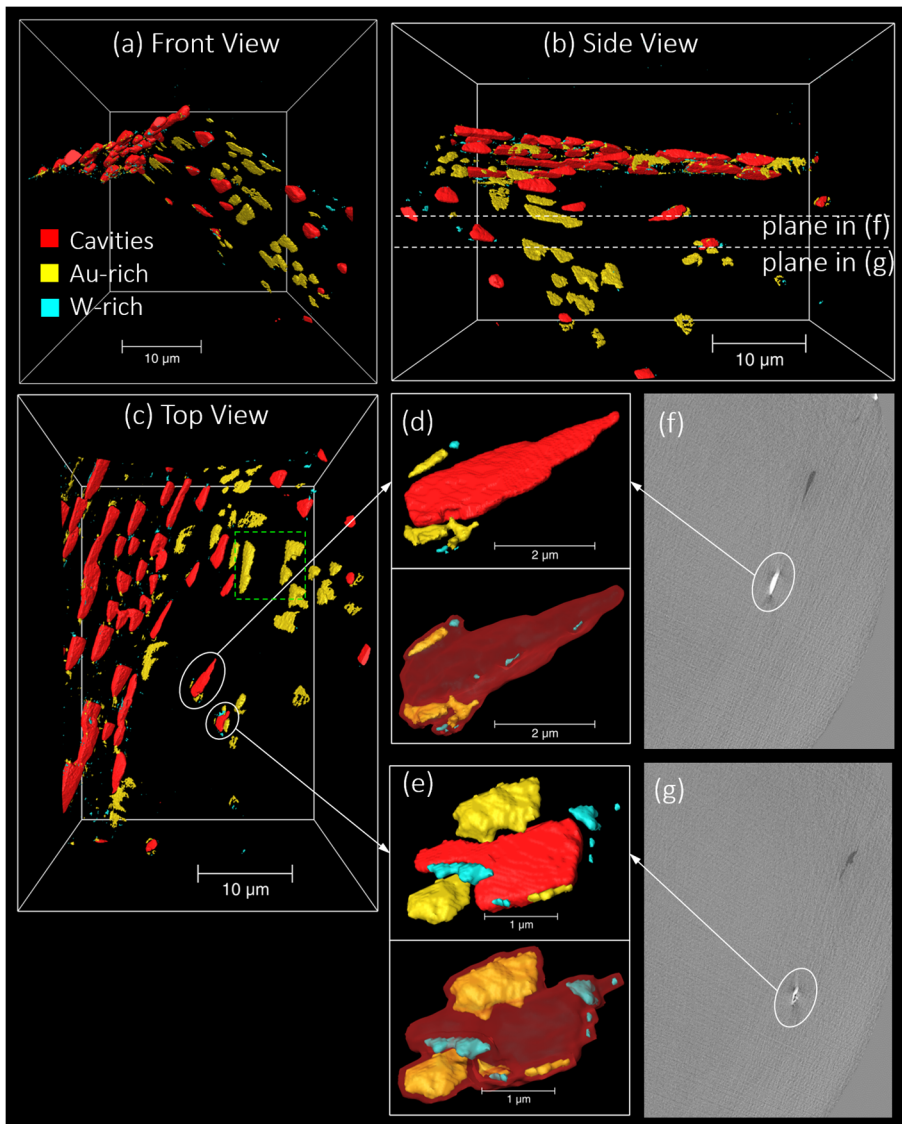 (a) Front View
Cavities
Au-rich
W-rich
10 µm
(b) Side View
plane in (f)
plane in (g)
10 µm
(c) Top View
10 µm
(d)
2 µm
2 µm
(e)
1 µm
1 µm
(f)
(g)